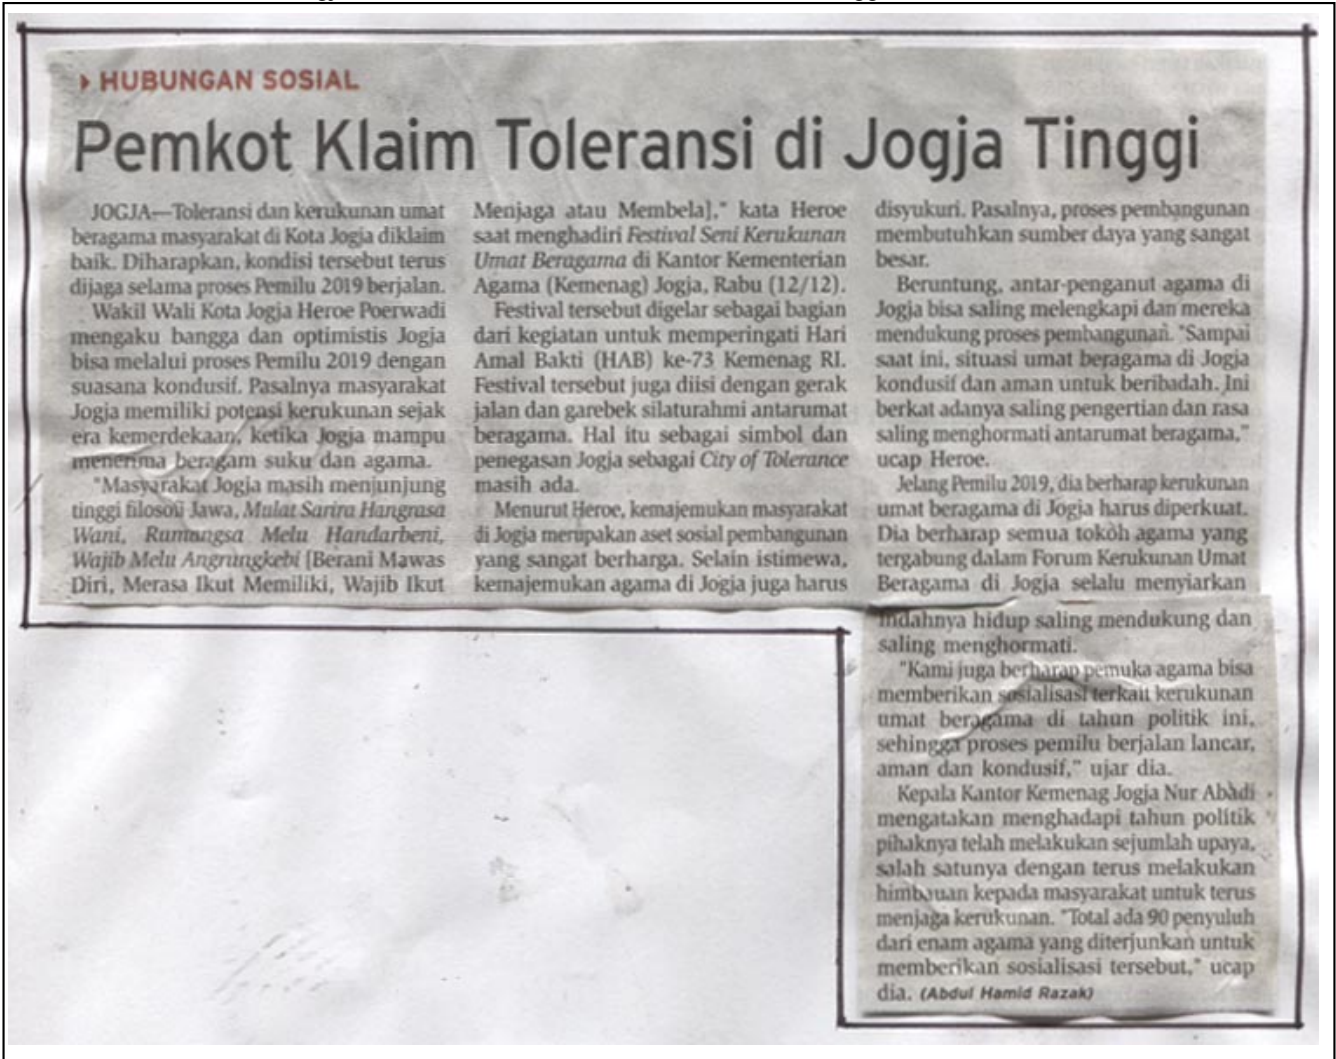 HUBUNGAN SOSIAL
Pemkot Klaim Toleransi di Jogja Tinggi
JOGJA—Toleransi dan kerukunan umat
beragama masyarakat di Kota Jogja diklaim
baik. Diharapkan, kondisi tersebut terus
dijaga selama proses Pemilu 2019 berjalan.
Wakil Wali Kota Jogja Heroe Poerwadi
mengaku bangga dan optimistis Jogja
bisa melalui proses Pemilu 2019 dengan
suasana kondusif. Pasalnya masyarakat
Jogja memiliki potensi kerukunan sejak
era kemerdekaan, ketika Jogja mampu
menerima beragam suku dan agama.
"Masyarakat Jogja masih menjunjung
tinggi filosofi Jawa, Mulat Sarira Hangrasa
Wani, Rumangsa Melu Handarbeni,
Wajib Melu Angrungkebi [Berani Mawas
Diri, Merasa Ikut Memiliki, Wajib Ikut
Menjaga atau Membela]," kata Heroe
saat menghadiri Festival Seni Kerukunan
Umat Beragama di Kantor Kementerian
Agama (Kemenag) Jogja, Rabu (12/12).
Festival tersebut digelar sebagai bagian
dari kegiatan untuk memperingati Hari
Amal Bakti (HAB) ke-73 Kemenag RI.
Festival tersebut juga diisi dengan gerak
jalan dan garebek silaturahmi antarumat
beragama. Hal itu sebagai simbol dan
penegasan Jogja sebagai City of Tolerance
masih ada.
Menurut Heroe, kemajemukan masyarakat
di Jogja merupakan aset sosial pembangunan
yang sangat berharga. Selain istimewa,
kemajemukan agama di Jogja juga harus
disyukuri. Pasalnya, proses pembangunan
membutuhkan sumber daya yang sangat
besar.
Beruntung, antar-penganut agama di
Jogja bisa saling melengkapi dan mereka
mendukung proses pembangunan. "Sampai
saat ini, situasi umat beragama di Jogja
kondusif dan aman untuk beribadah. Ini
berkat adanya saling pengertian dan rasa
saling menghormati antarumat beragama,"
ucap Heroe.
Jelang Pemilu 2019, dia berharap kerukunan
umat beragama di Jogja harus diperkuat.
Dia berharap semua tokoh agama yang
tergabung dalam Forum Kerukunan Umat
Beragama di Jogja selalu menyiarkan
indahnya hidup saling mendukung dan
saling menghormati.
"Kami juga berharap pemuka agama bisa
memberikan sosialisasi terkait kerukunan
umat beragama di tahun politik ini,
sehingga proses pemilu berjalan lancar,
aman dan kondusif," ujar dia.
Kepala Kantor Kemenag Jogja Nur Abadi
mengatakan menghadapi tahun politik
pihaknya telah melakukan sejumlah upaya,
salah satunya dengan terus melakukan
himbauan kepada masyarakat untuk terus
menjaga kerukunan. "Total ada 90 penyuluh
dari enam agama yang diterjunkan untuk
memberikan sosialisasi tersebut," ucap
dia. (Abdul Hamid Razak)